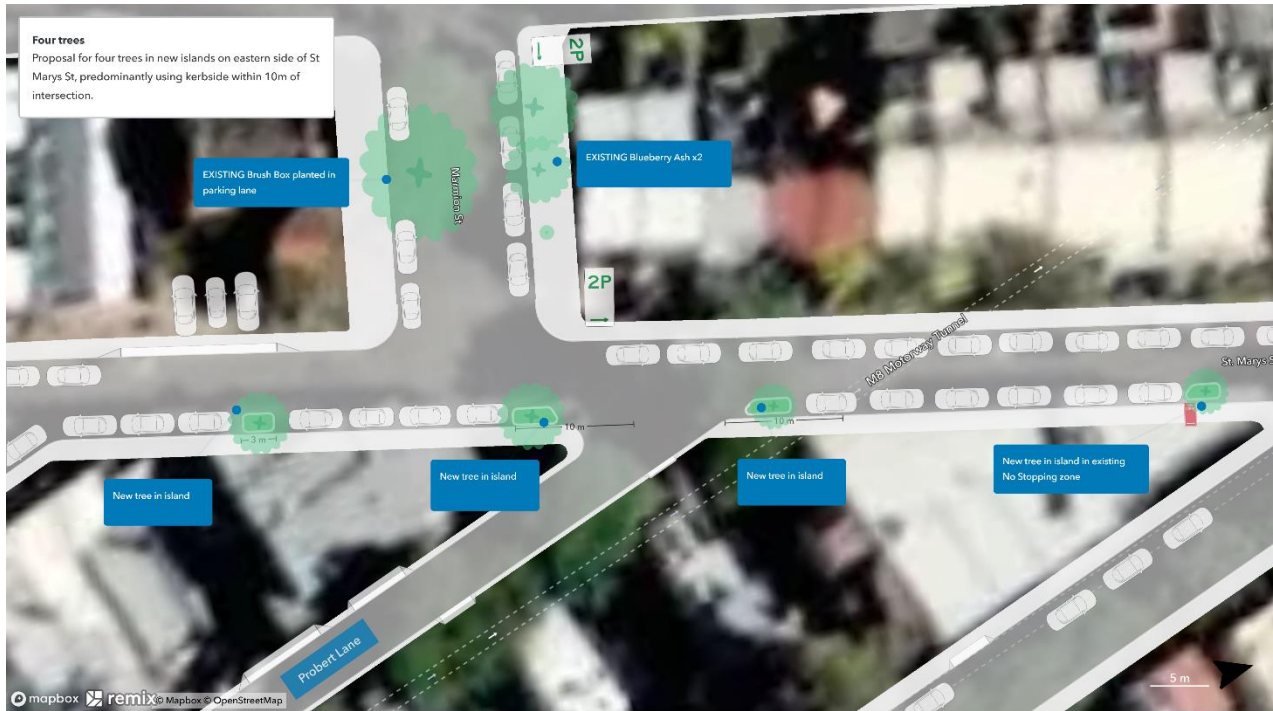 Four trees
Proposal for four trees in new islands on eastern side of St
Marys St, predominantly using kerbside within 10m of
intersection.
2P
EXISTING Blueberry Ash x2
EXISTING Brush Box planted in
parking lane
Marmion St
2P
M8 Motorway Tunnel
St. Marys S
3 m
10 m
10 m
New tree in island
New tree in island
New tree in island
New tree in island in existing
No Stopping zone
Probert Lane
5 m
mapbox remix © Mapbox © OpenStreetMap